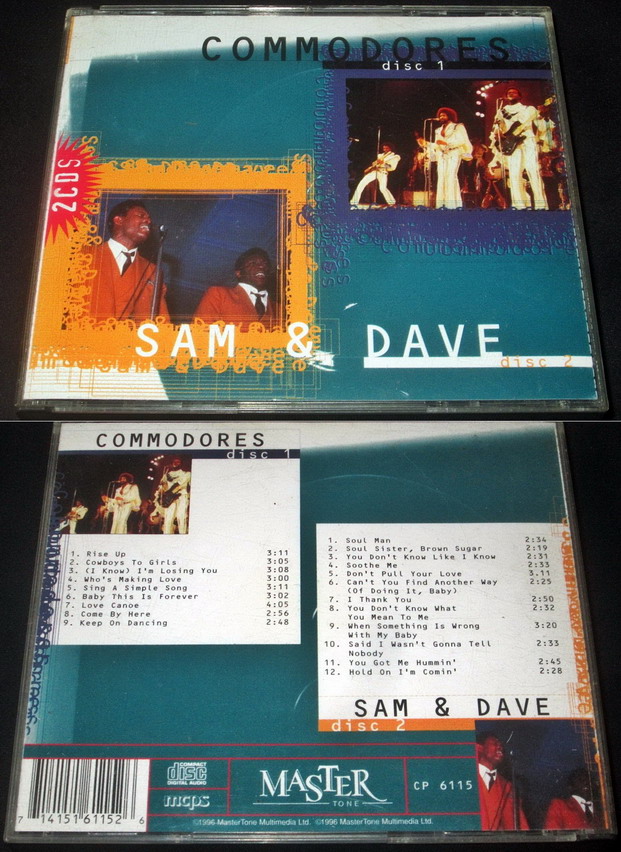 COMMODORES
disc 1
2CDS
SAM & DAVE
disc 2
COMMODORES
disc 1
1. Rise Up 3:11
2. Cowboys To Girls 3:05
3. (I Know) I'm Losing You 3:08
4. Who's Making Love 3:00
5. Sing A Simple Song 3:11
6. Baby This Is Forever 3:02
7. Love Canoe 4:05
8. Come By Here 2:56
9. Keep On Dancing 2:48
1. Soul Man 2:34
2. Soul Sister, Brown Sugar 2:19
3. You Don't Know Like I Know 2:31
4. Soothe Me 2:33
5. Don't Pull Your Love 3.11
6. Can't You Find Another Way 2:25
(Of Doing It, Baby)
7. I Thank You 2:50
8. You Don't Know What 2:32
You Mean To Me
9. When Something Is Wrong 3:20
With My Baby
10. Said I Wasn't Gonna Tell 2:33
Nobody
11. You Got Me Hummin' 2:45
12. Hold On I'm Comin' 2:28
SAM & DAVE
disc 2
COMPACT
disc
DIGITAL AUDIO
mcps
MASTER
TONE
CP 6115
7 14151 61152 6
©1996 MasterTone Multimedia Ltd. ©1996 MasterTone Multimedia Ltd.